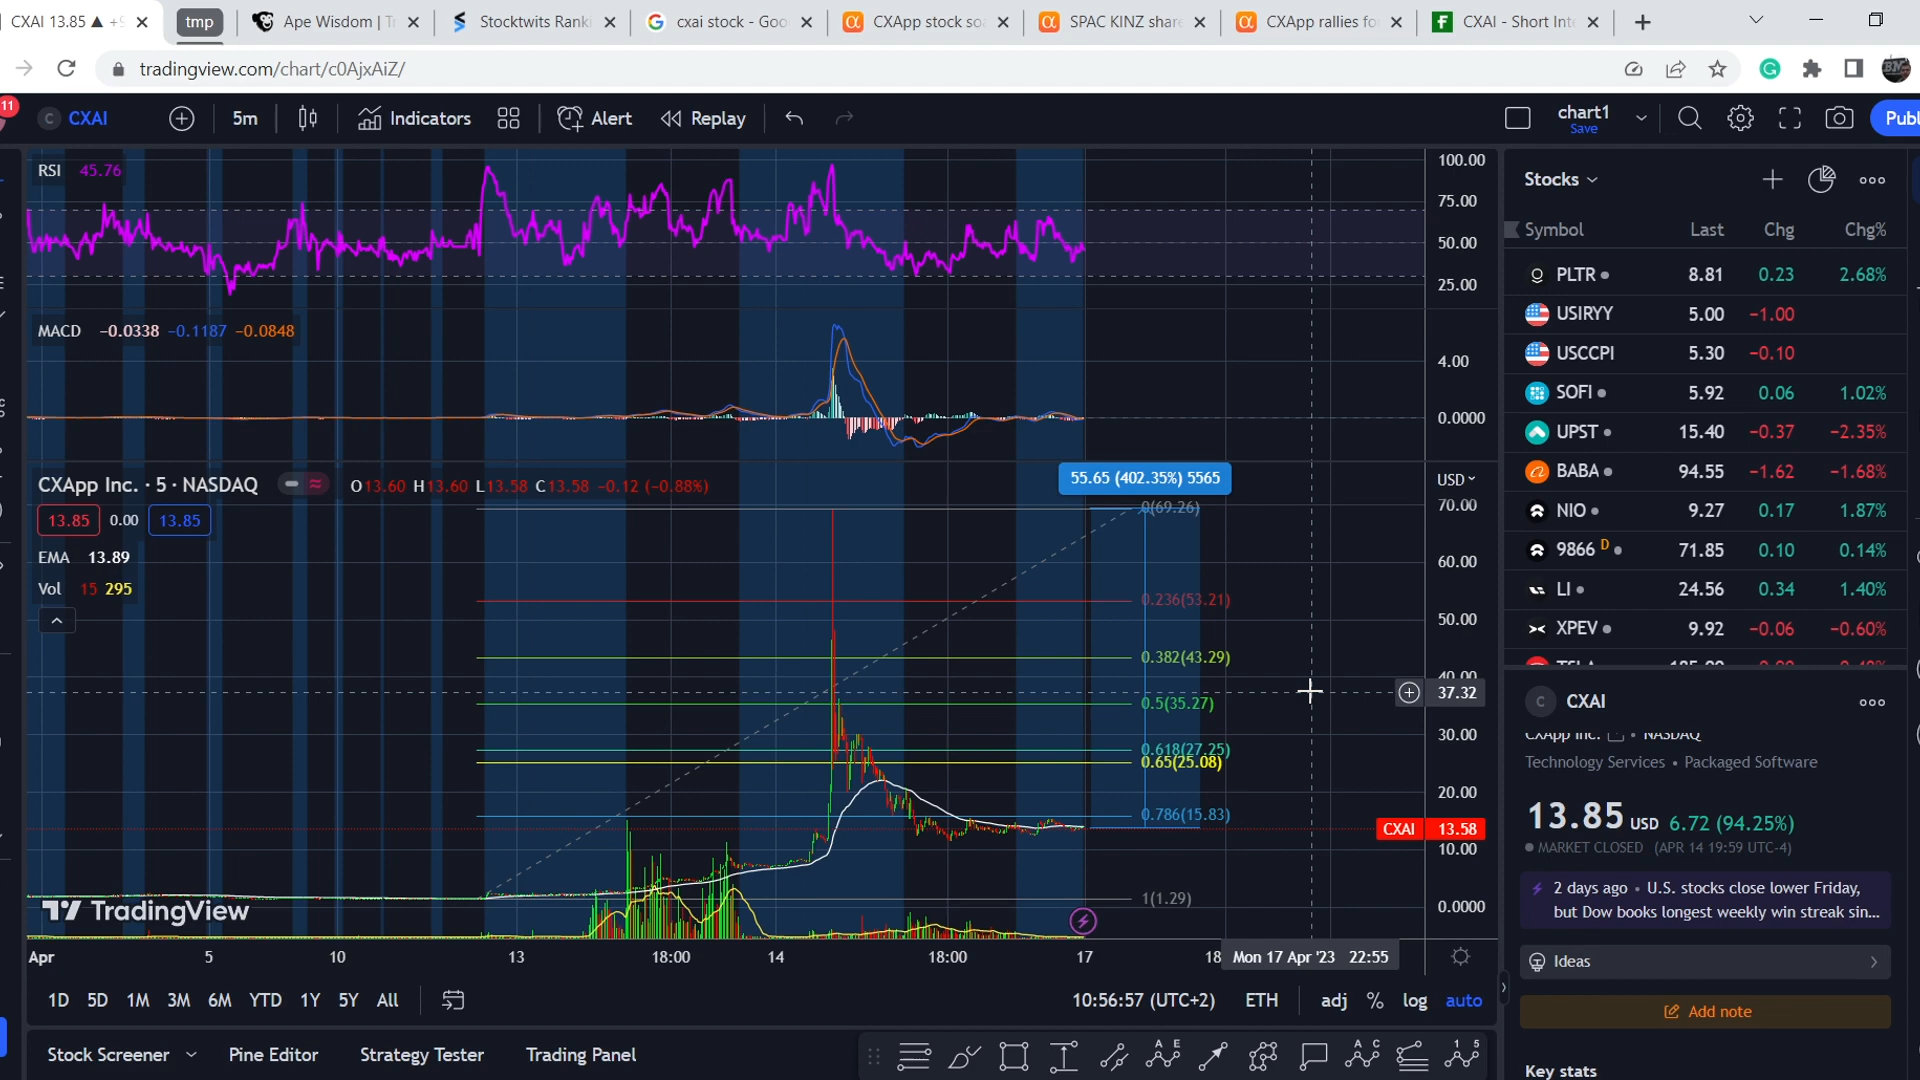 CXAI 13.85 ▲ +9
tmp
Ape Wisdom | Tr
Stocktwits Rank
cxai stock - Goo
CXApp stock soa
SPAC KINZ share
CXApp rallies fo
CXAI - Short Int
tradingview.com/chart/c0AjxAiZ/
11
C CXAI
5m
Indicators
Alert
Replay
chart1
Save
Publ
RSI 45.76
100.00
75.00
50.00
25.00
MACD −0.0338 −0.1187 −0.0848
4.00
0.0000
CXApp Inc. · 5 · NASDAQ O13.60 H13.60 L13.58 C13.58 −0.12 (−0.88%)
13.85 0.00 13.85
EMA 13.89
Vol 15 295
55.65 (402.35%) 5565
0(69.26)
0.236(53.21)
0.382(43.29)
0.5(35.27)
0.618(27.25)
0.65(25.08)
0.786(15.83)
1(1.29)
USD
70.00
60.00
50.00
40.00
37.32
30.00
20.00
CXAI 13.58
10.00
0.0000
TradingView
Apr 5 10 13 18:00 14 18:00 17 18 Mon 17 Apr '23 22:55
1D 5D 1M 3M 6M YTD 1Y 5Y All
10:56:57 (UTC+2) ETH adj % log auto
Stock Screener Pine Editor Strategy Tester Trading Panel
Stocks
Symbol Last Chg Chg%
PLTR 8.81 0.23 2.68%
USIRYY 5.00 −1.00
USCCPI 5.30 −0.10
SOFI 5.92 0.06 1.02%
UPST 15.40 −0.37 −2.35%
BABA 94.55 −1.62 −1.68%
NIO 9.27 0.17 1.87%
9866 D 71.85 0.10 0.14%
LI 24.56 0.34 1.40%
XPEV 9.92 −0.06 −0.60%
C CXAI
CXApp Inc. • NASDAQ
Technology Services • Packaged Software
13.85 USD 6.72 (94.25%)
MARKET CLOSED (APR 14 19:59 UTC-4)
2 days ago • U.S. stocks close lower Friday,
but Dow books longest weekly win streak sin...
Ideas
Add note
Key stats